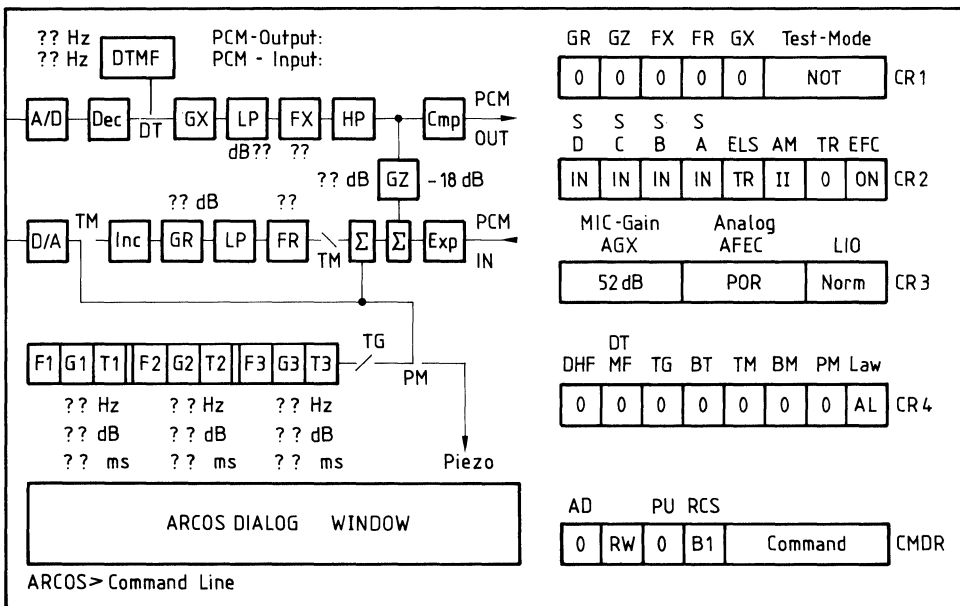 ?? Hz
?? Hz
DTMF
PCM-Output:
PCM - Input:
A/D Dec DT GX LP FX HP Cmp PCM OUT
dB?? ??
?? dB GZ -18 dB
?? dB ??
TM
D/A Inc GR LP FR TM Σ Σ Exp PCM IN
F1 G1 T1 F2 G2 T2 F3 G3 T3 TG
PM
?? Hz ?? Hz ?? Hz
?? dB ?? dB ?? dB
?? ms ?? ms ?? ms
Piezo
ARCOS DIALOG WINDOW
ARCOS> Command Line
GR GZ FX FR GX Test-Mode
0 0 0 0 0 NOT CR1
S S S S
D C B A ELS AM TR EFC
IN IN IN IN TR II 0 ON CR2
MIC-Gain Analog
AGX AFEC LIO
52 dB POR Norm CR3
DT
DHF MF TG BT TM BM PM Law
0 0 0 0 0 0 0 AL CR4
AD PU RCS
0 RW 0 B1 Command CMDR